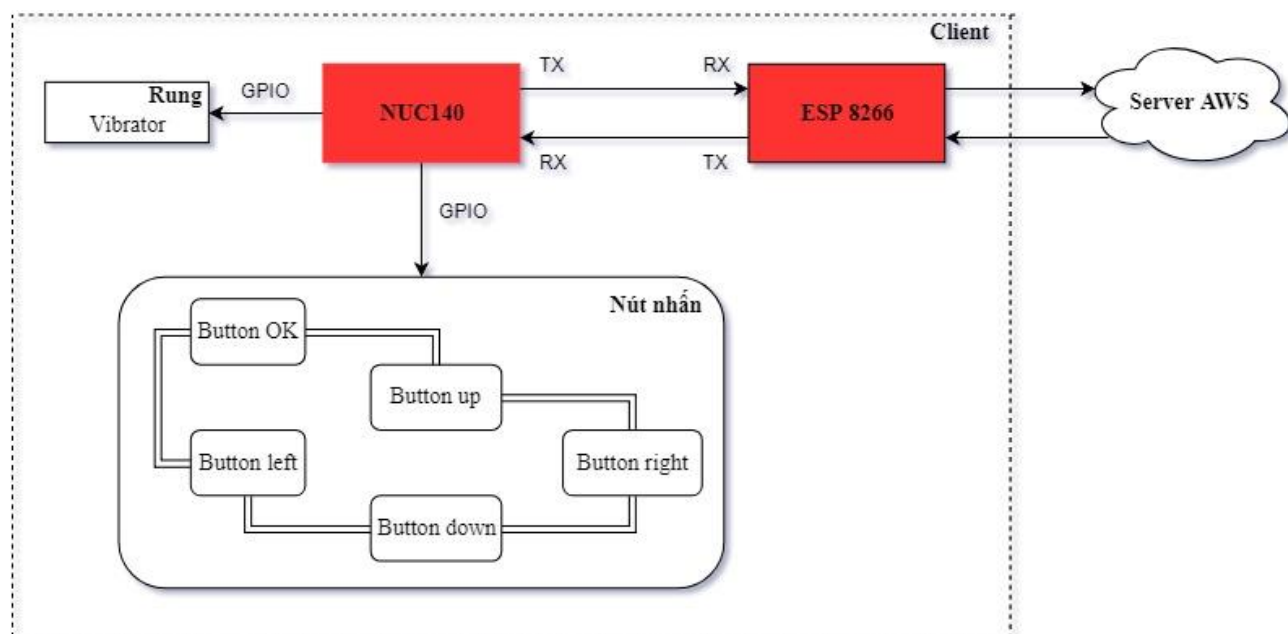 Client
TX
RX
Rung
GPIO
NUC140
ESP 8266
Server AWS
Vibrator
RX
TX
GPIO
Nút nhấn
Button OK
Button up
Button left
Button right
Button down